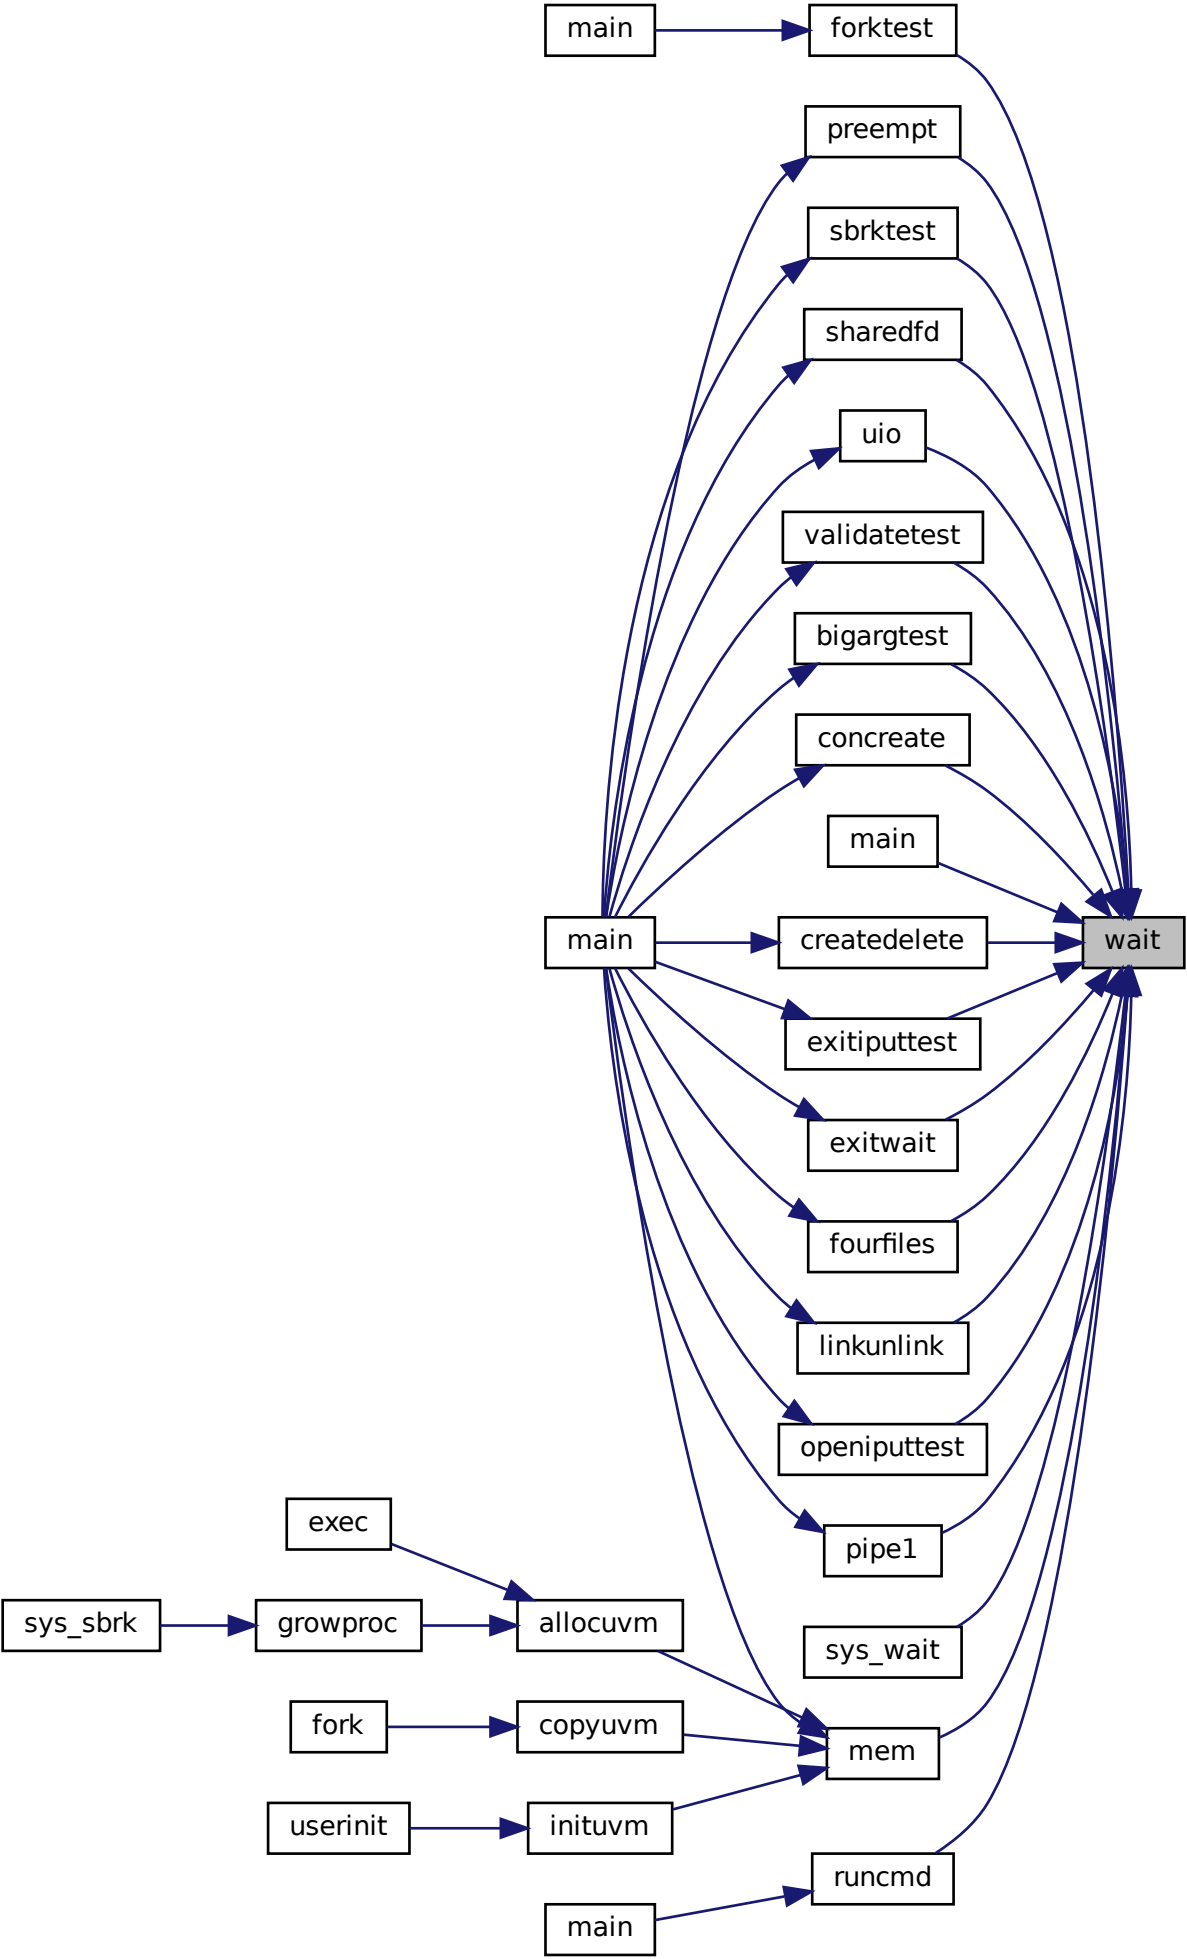 main
forktest
preempt
sbrktest
sharedfd
uio
validatetest
bigargtest
concreate
main
main
createdelete
wait
exitiputtest
exitwait
fourfiles
linkunlink
openiputtest
exec
pipe1
sys_sbrk
growproc
allocuvm
sys_wait
fork
copyuvm
mem
userinit
inituvm
runcmd
main